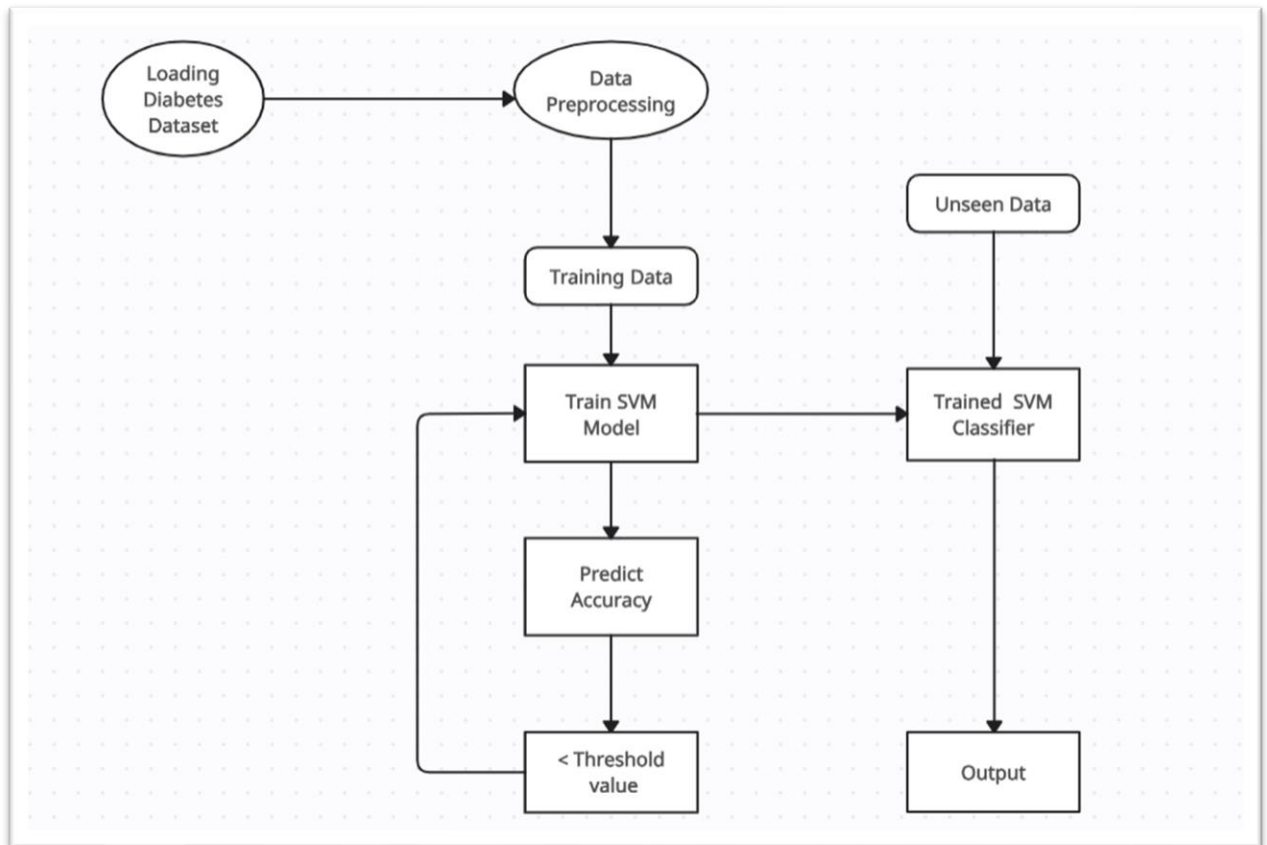 Loading
Diabetes
Dataset
Data
Preprocessing
Unseen Data
Training Data
Train SVM
Model
Trained  SVM
Classifier
Predict
Accuracy
< Threshold
value
Output